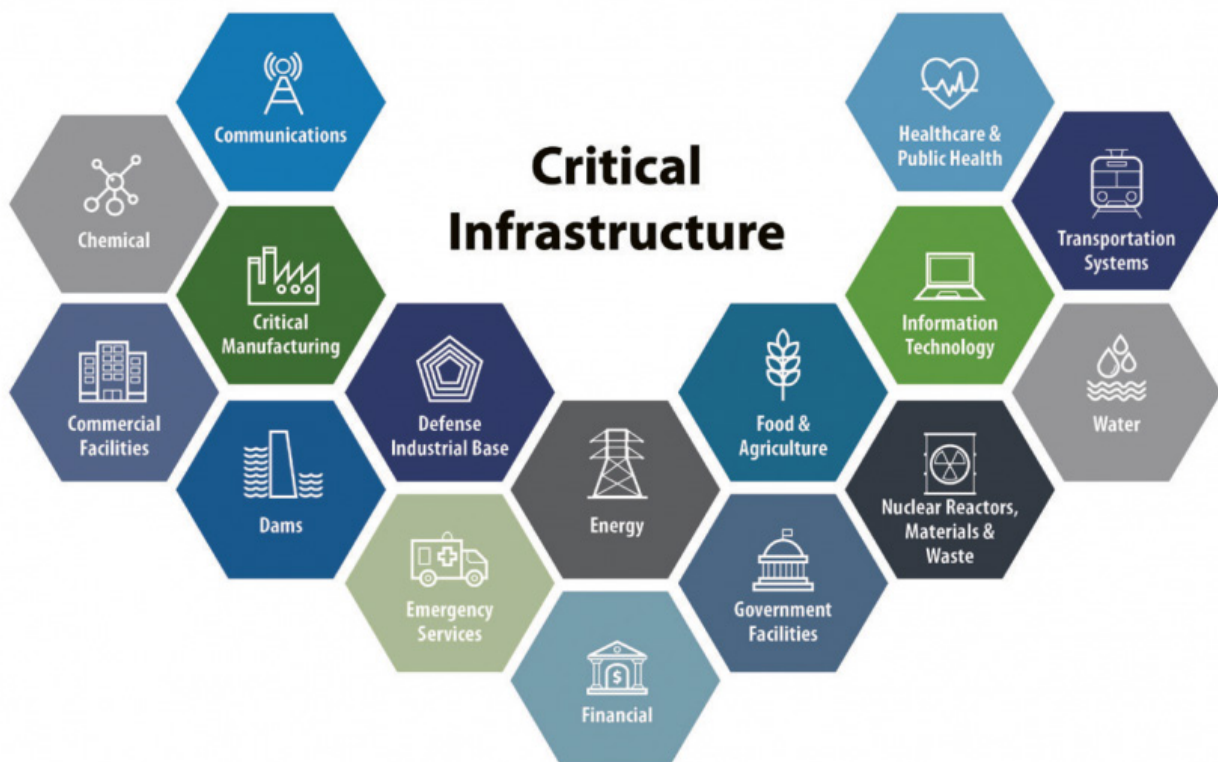 Critical
Infrastructure
Communications
Chemical
Critical
Manufacturing
Commercial
Facilities
Dams
Defense
Industrial Base
Emergency
Services
Energy
$
Financial
Food &
Agriculture
Government
Facilities
Healthcare &
Public Health
Information
Technology
Nuclear Reactors,
Materials &
Waste
Transportation
Systems
Water